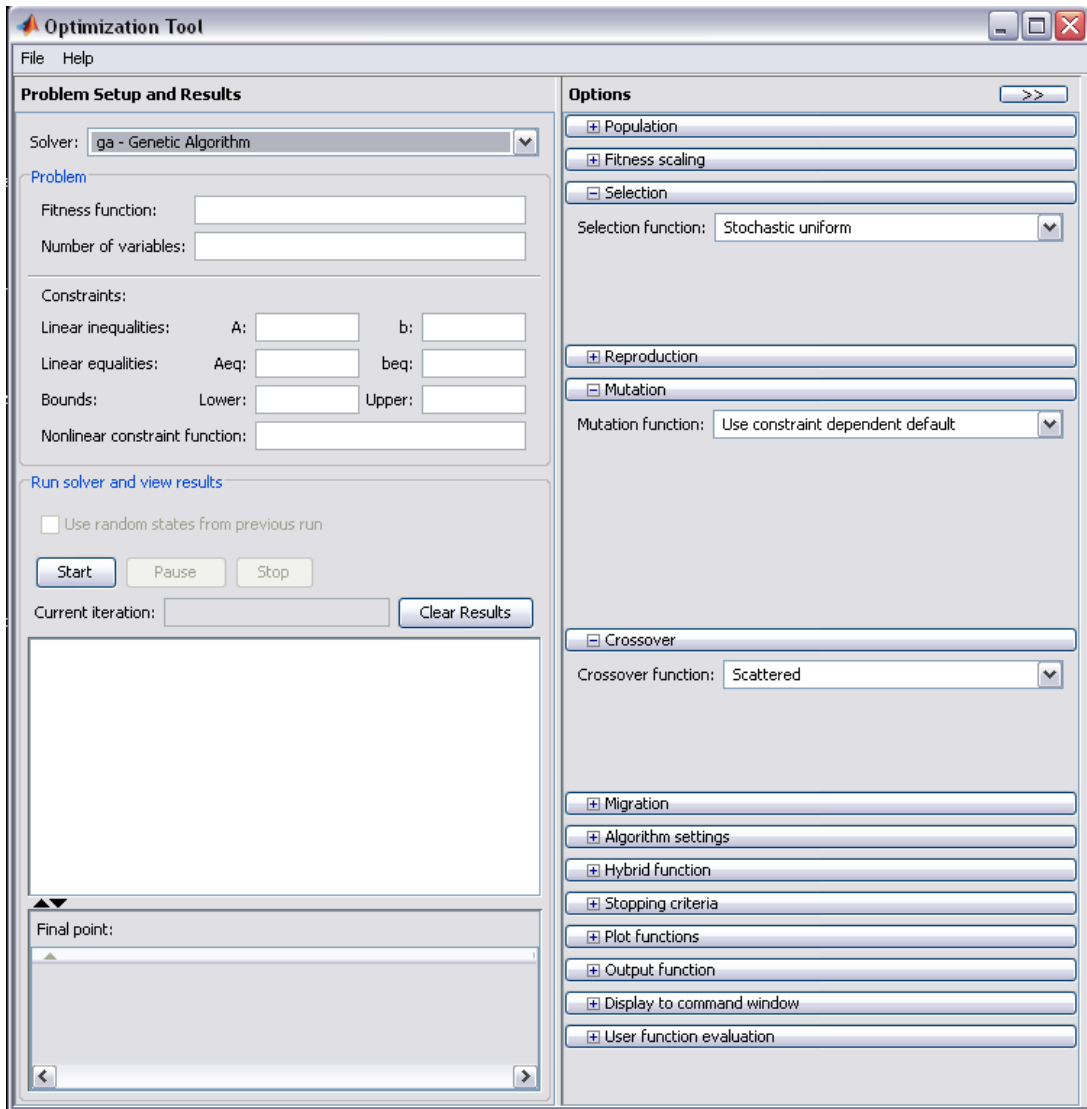 Optimization Tool
File Help
Problem Setup and Results
Solver: ga - Genetic Algorithm
Problem
Fitness function:
Number of variables:
Constraints:
Linear inequalities: A: b:
Linear equalities: Aeq: beq:
Bounds: Lower: Upper:
Nonlinear constraint function:
Run solver and view results
Use random states from previous run
Start Pause Stop
Current iteration: Clear Results
Final point:
Options >>
Population
Fitness scaling
Selection
Selection function: Stochastic uniform
Reproduction
Mutation
Mutation function: Use constraint dependent default
Crossover
Crossover function: Scattered
Migration
Algorithm settings
Hybrid function
Stopping criteria
Plot functions
Output function
Display to command window
User function evaluation